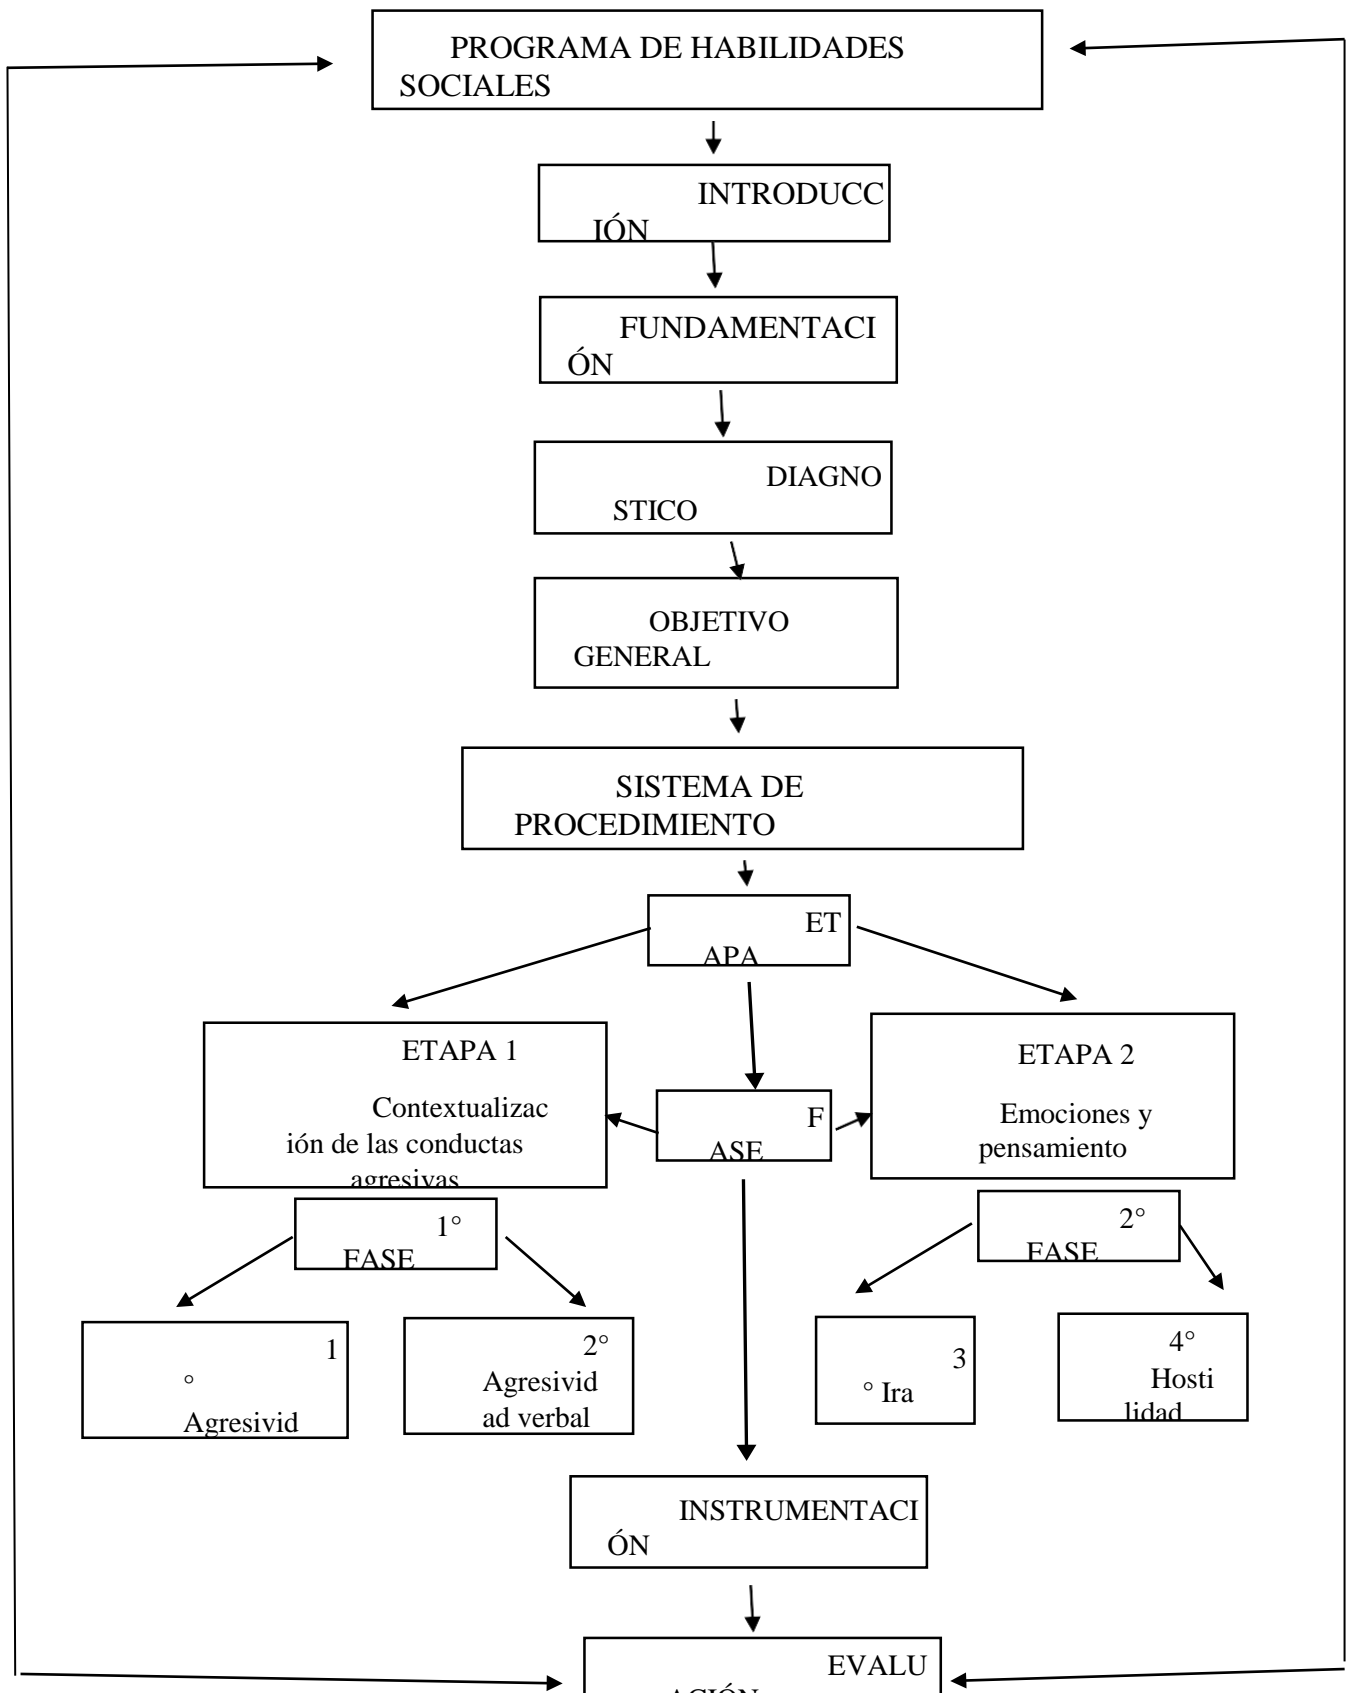 PROGRAMA DE HABILIDADES
SOCIALES
INTRODUCC
IÓN
FUNDAMENTACI
ÓN
DIAGNO
STICO
OBJETIVO
GENERAL
SISTEMA DE
PROCEDIMIENTO
ET
APA
ETAPA 1
Contextualizac
ión de las conductas
agresivas
F
ASE
ETAPA 2
Emociones y
pensamiento
1°
FASE
2°
FASE
1
°
Agresivid
2°
Agresivid
ad verbal
3
° Ira
4°
Hosti
lidad
INSTRUMENTACI
ÓN
EVALU
ACIÓN